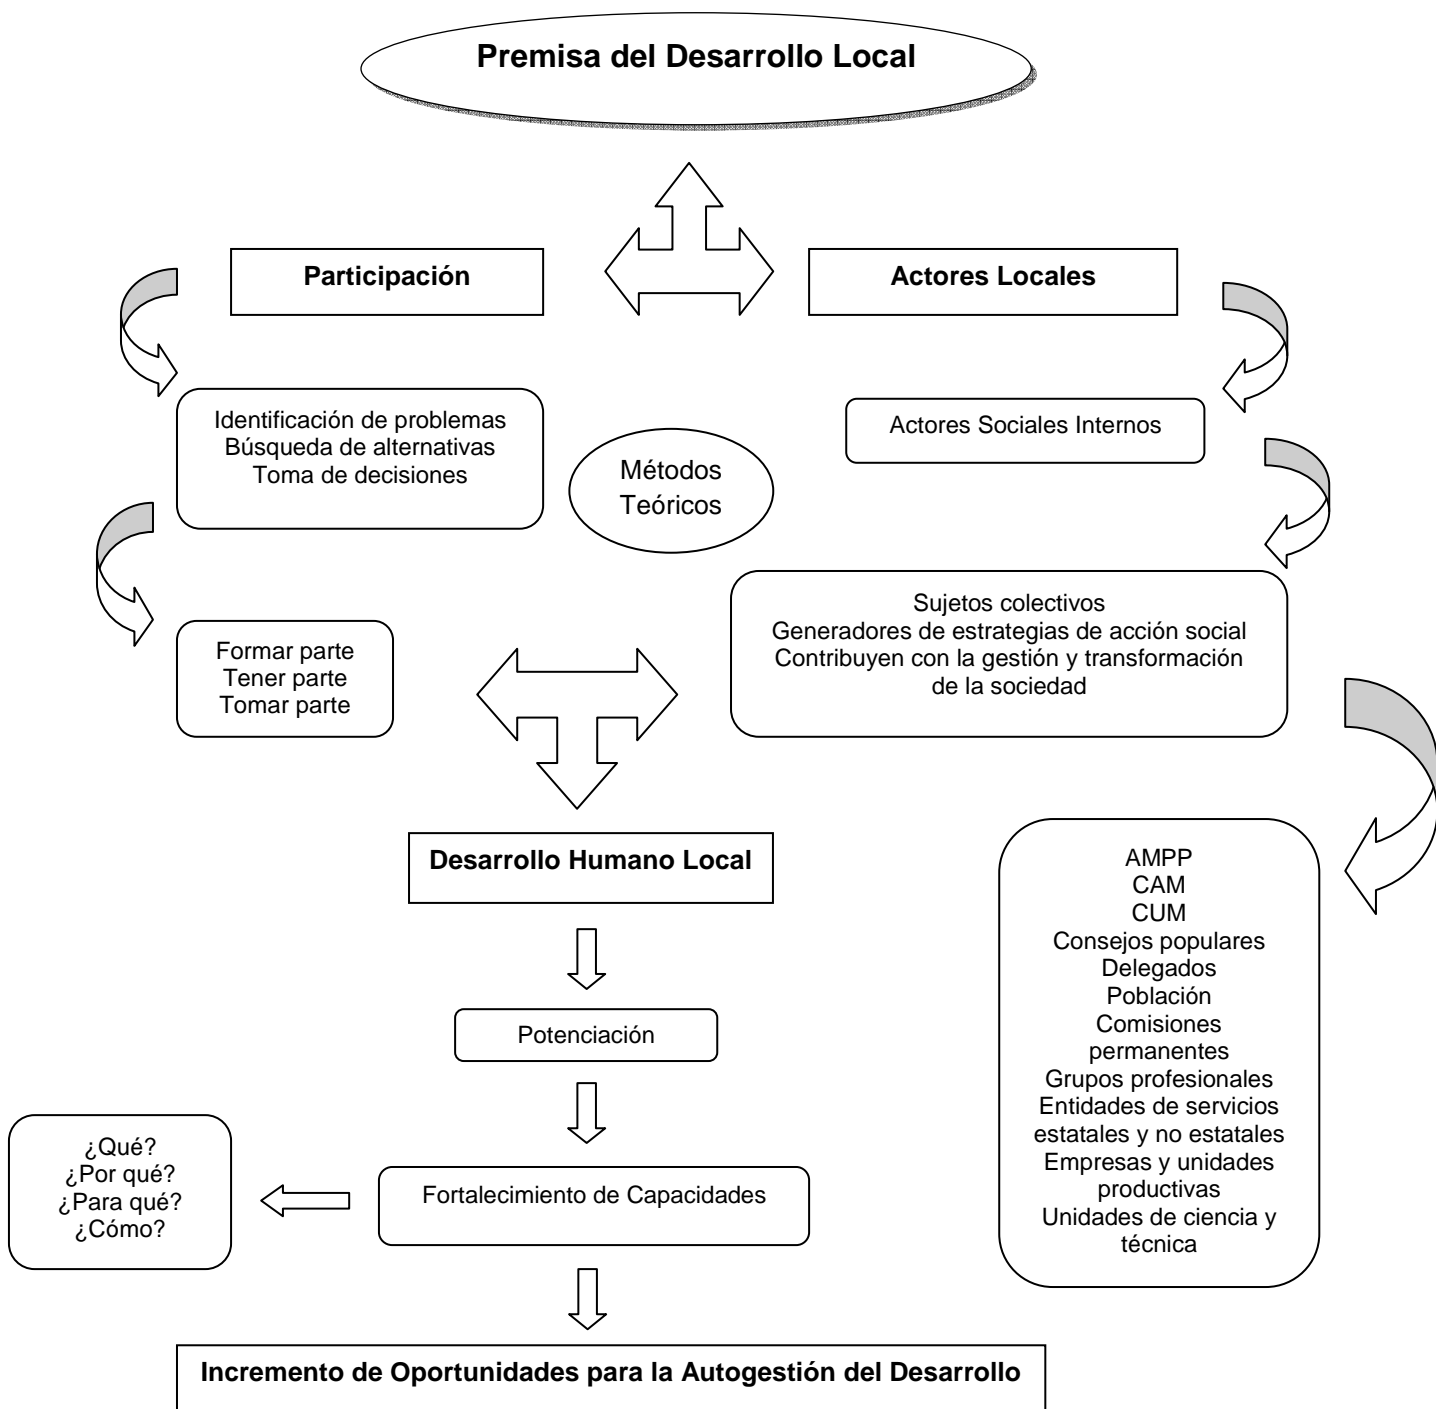 Premisa del Desarrollo Local
Participación
Actores Locales
Identificación de problemas
Búsqueda de alternativas
Toma de decisiones
Actores Sociales Internos
Métodos
Teóricos
Formar parte
Tener parte
Tomar parte
Sujetos colectivos
Generadores de estrategias de acción social
Contribuyen con la gestión y transformación
de la sociedad
Desarrollo Humano Local
AMPP
CAM
CUM
Consejos populares
Delegados
Población
Comisiones
permanentes
Grupos profesionales
Entidades de servicios
estatales y no estatales
Empresas y unidades
productivas
Unidades de ciencia y
técnica
Potenciación
¿Qué?
¿Por qué?
¿Para qué?
¿Cómo?
Fortalecimiento de Capacidades
Incremento de Oportunidades para la Autogestión del Desarrollo